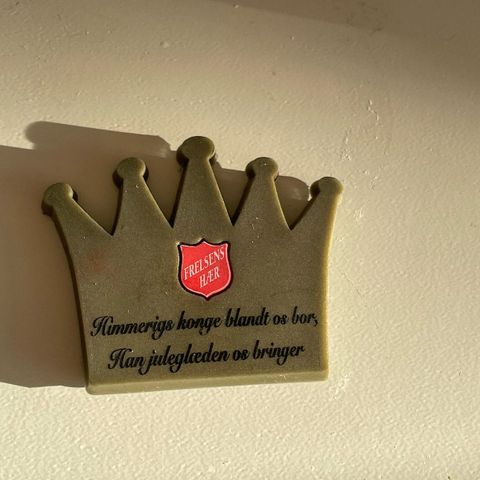 FRELSENS
HÆR
Himmerigs konge blandt os bor,
Han juleglæden os bringer